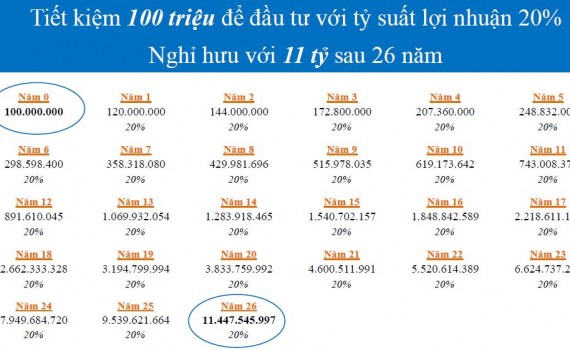 Tiết kiệm 100 triệu để đầu tư với tỷ suất lợi nhuận 20%
Nghỉ hưu với 11 tỷ sau 26 năm
Năm 0 Năm 1 Năm 2 Năm 3 Năm 4 Năm 5
100.000.000 120.000.000 144.000.000 172.800.000 207.360.000 248.832.00
20% 20% 20% 20% 20%
Năm 6 Năm 7 Năm 8 Năm 9 Năm 10 Năm 11
298.598.400 358.318.080 429.981.696 515.978.035 619.173.642 743.008.37
20% 20% 20% 20% 20% 20%
Năm 12 Năm 13 Năm 14 Năm 15 Năm 16 Năm 17
891.610.045 1.069.932.054 1.283.918.465 1.540.702.157 1.848.842.589 2.218.611.1
20% 20% 20% 20% 20% 20%
Năm 18 Năm 19 Năm 20 Năm 21 Năm 22 Năm 23
2.662.333.328 3.194.799.994 3.833.759.992 4.600.511.991 5.520.614.389 6.624.737.2
20% 20% 20% 20% 20% 20%
Năm 24 Năm 25 Năm 26
7.949.684.720 9.539.621.664 11.447.545.997
20% 20% 20%